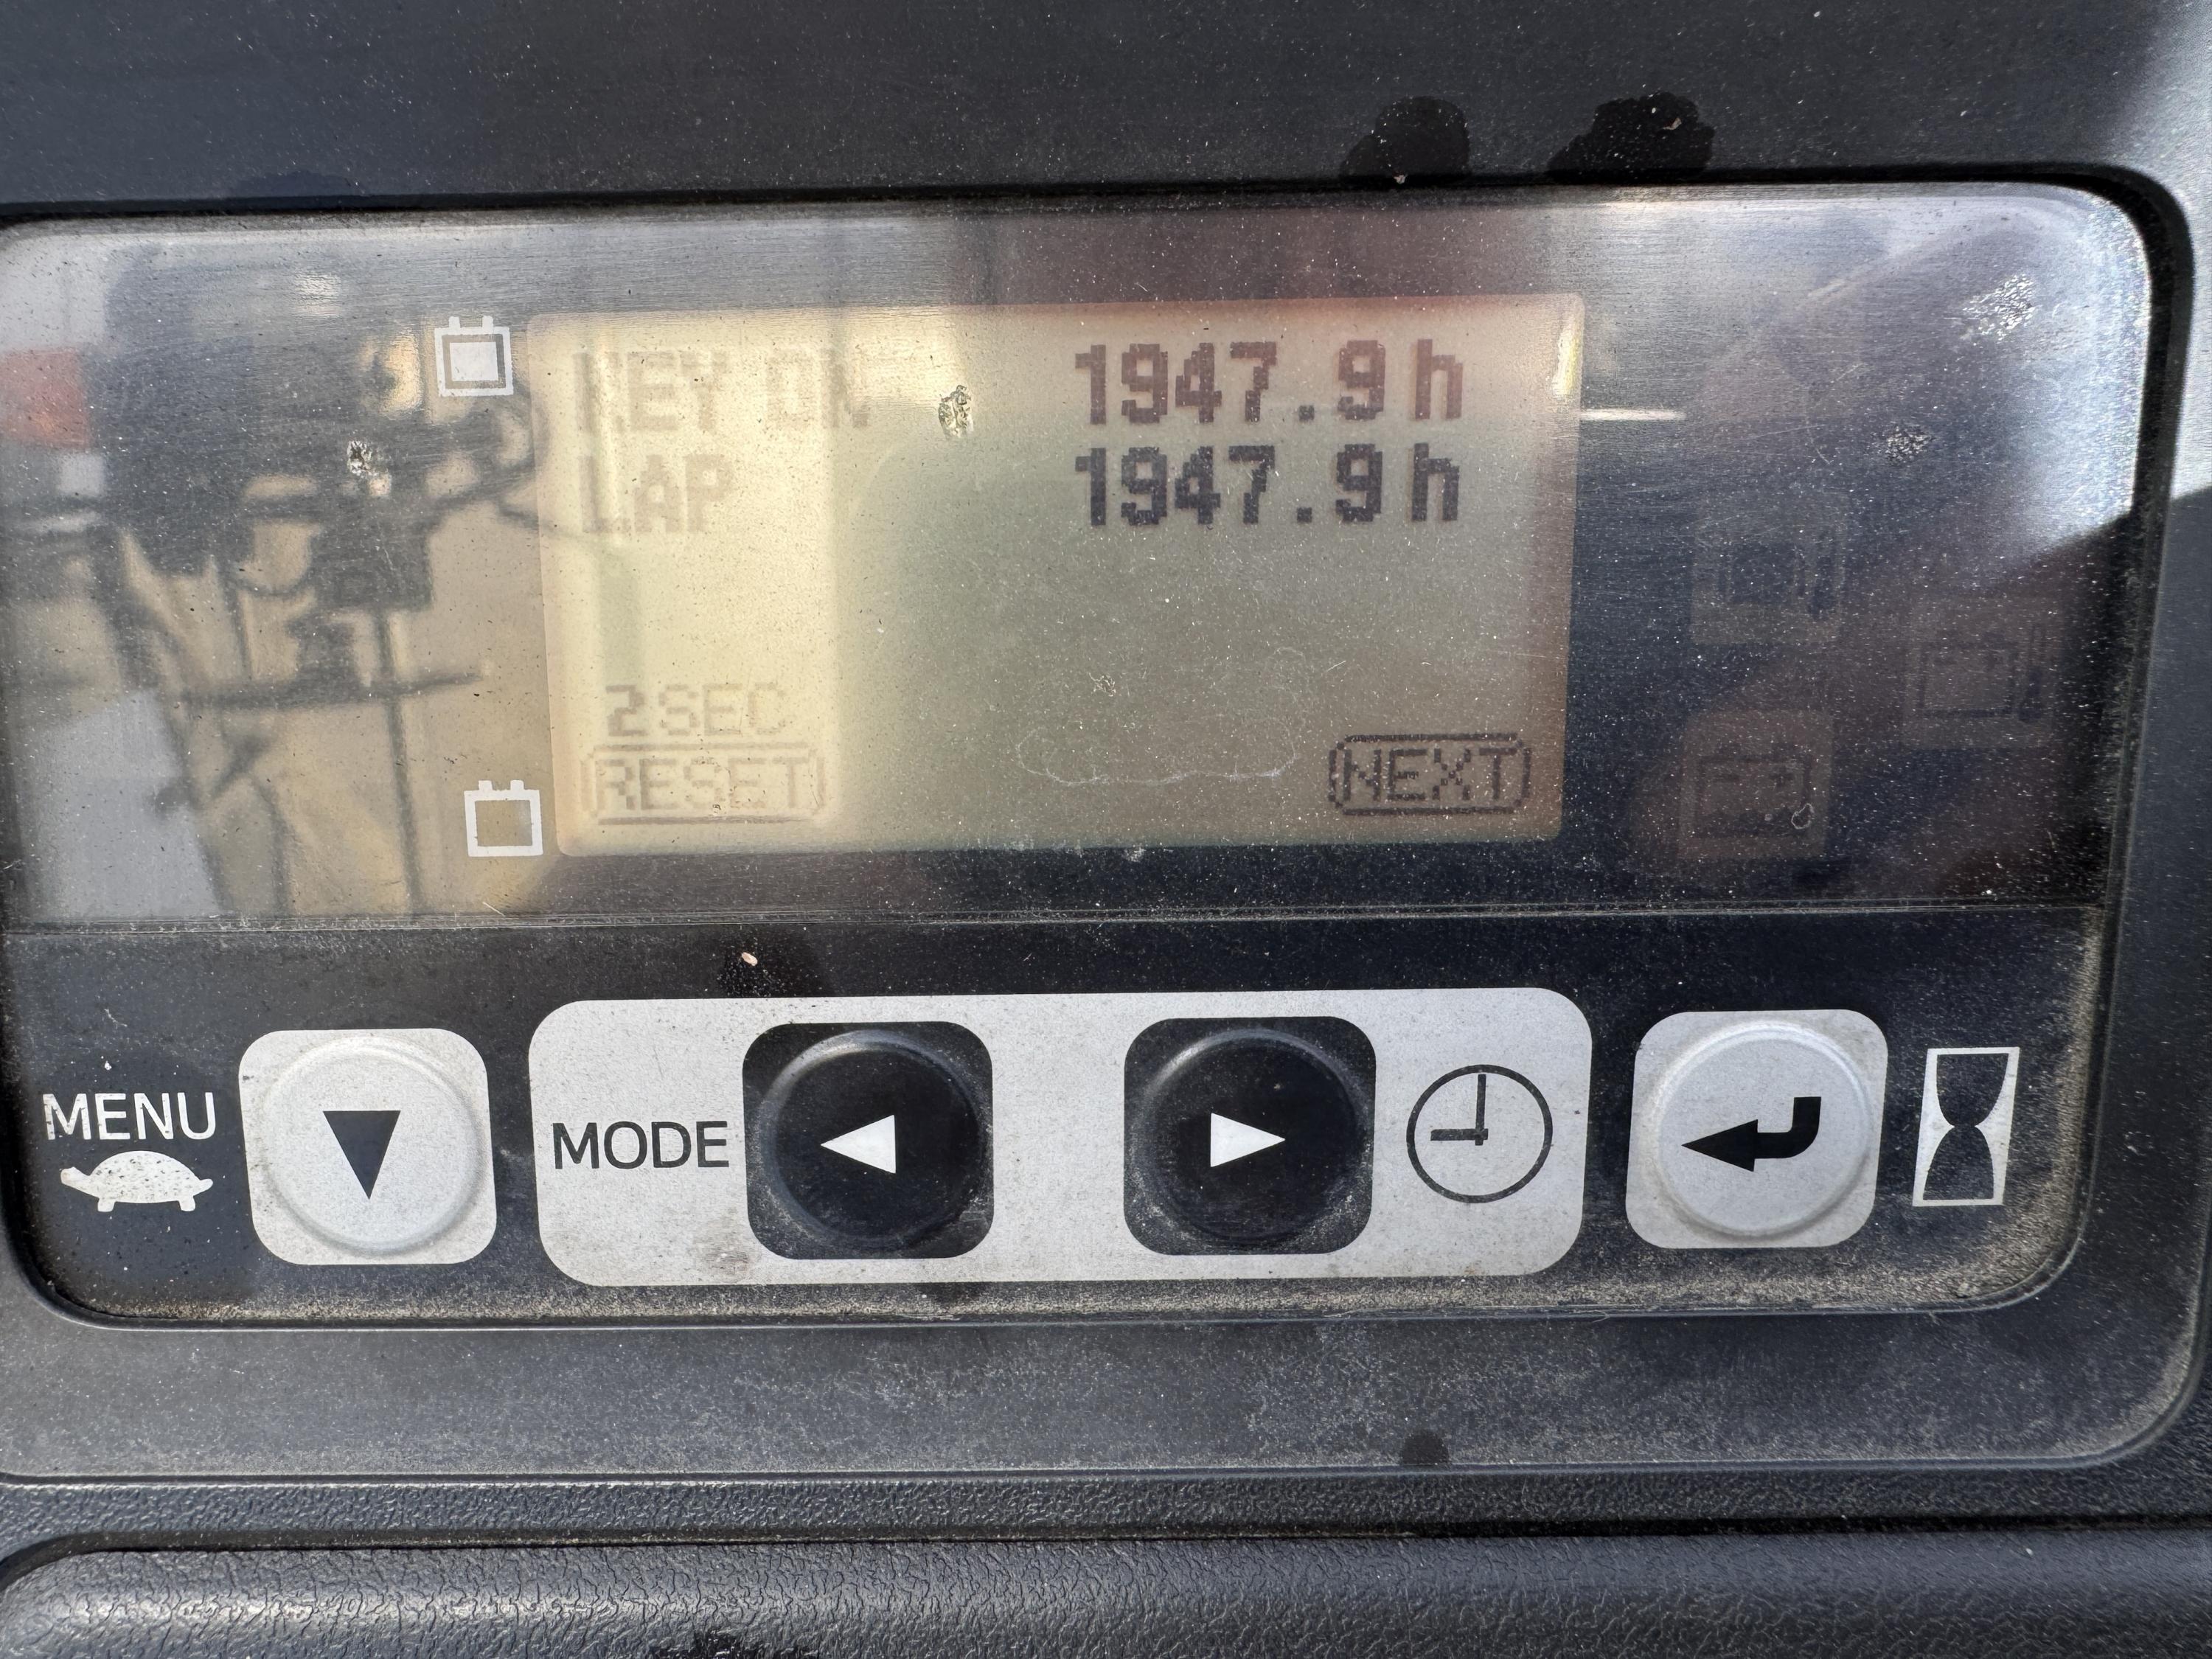 KEY ON 1947.9h
LAP 1947.9h
2SEC
RESET NEXT
MENU MODE